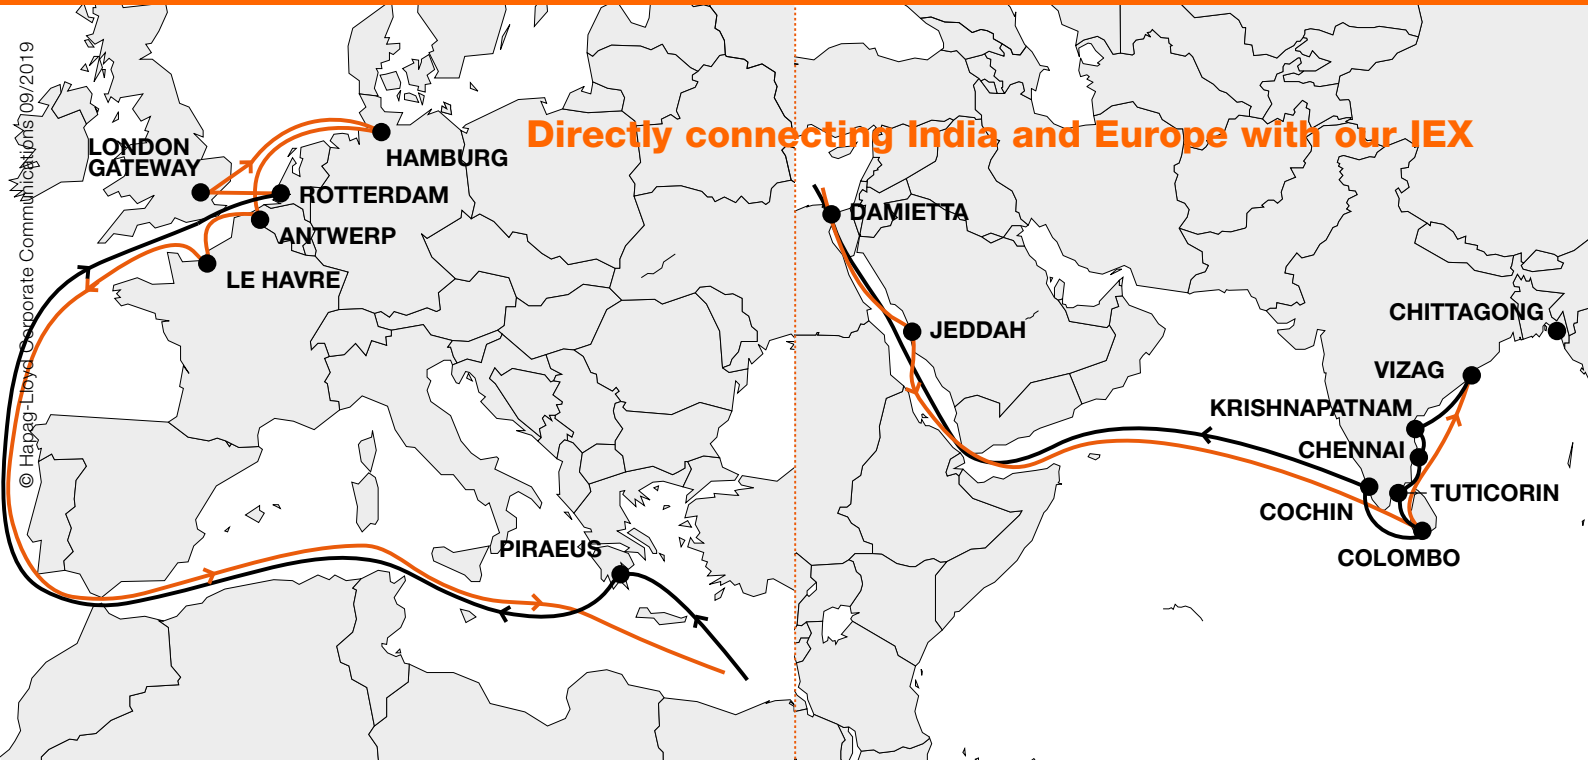 © Hapag-Lloyd Corporate Communications |09/2019
Directly connecting India and Europe with our IEX
LONDON
GATEWAY
HAMBURG
ROTTERDAM
ANTWERP
LE HAVRE
PIRAEUS
DAMIETTA
JEDDAH
CHITTAGONG
VIZAG
KRISHNAPATNAM
CHENNAI
TUTICORIN
COCHIN
COLOMBO